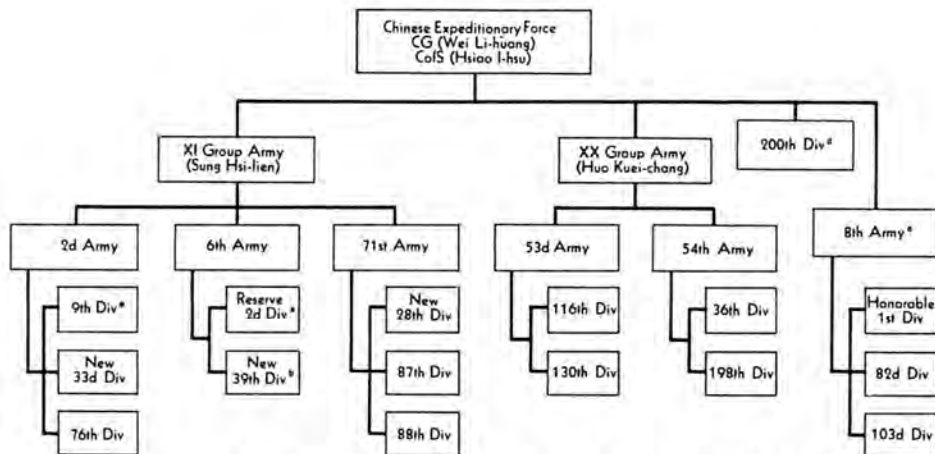 Chinese Expeditionary Force
CG (Wei Li-huang)
CofS (Hsiao I-hsu)
XI Group Army
(Sung Hsi-lien)
XX Group Army
(Huo Kuei-chang)
200th Div
2d Army
6th Army
71st Army
53d Army
54th Army
8th Army
9th Div
New
33d Div
76th Div
Reserve
2d Div
New
39th Div
New
28th Div
87th Div
88th Div
116th Div
130th Div
36th Div
198th Div
Honorable
1st Div
82d Div
103d Div